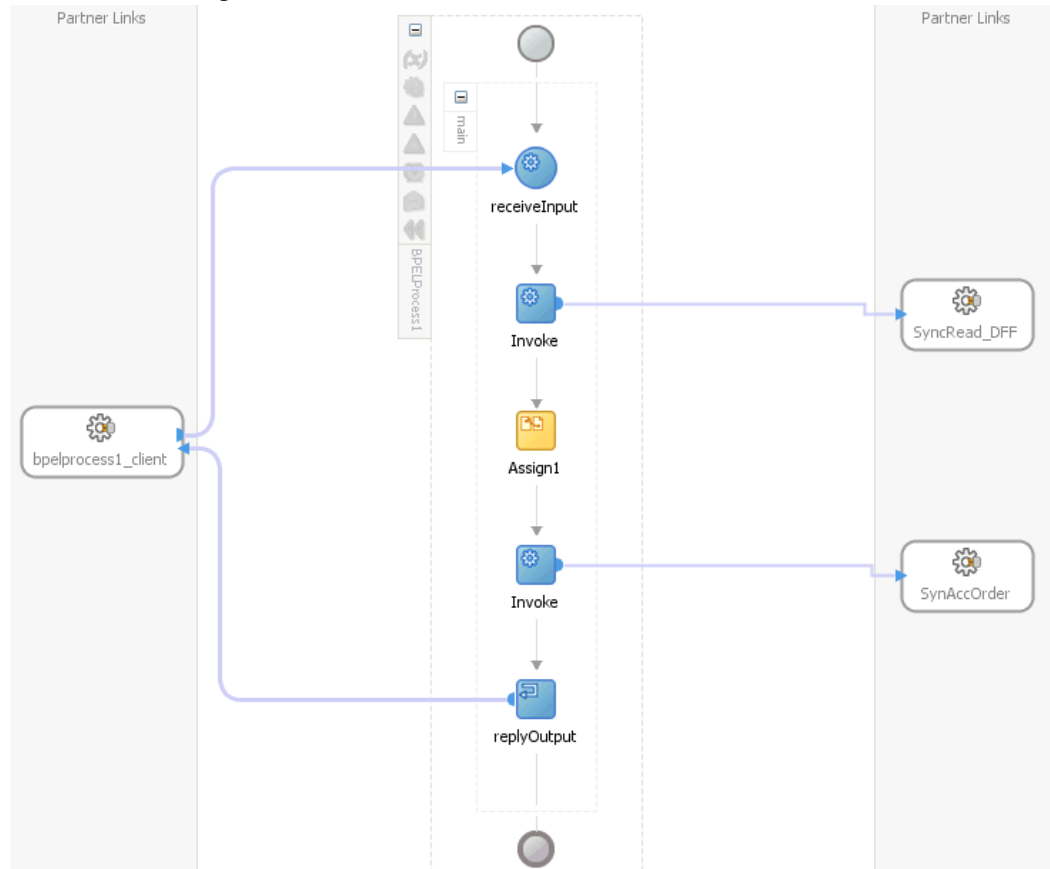 Partner Links
Partner Links
main
receiveInput
BPELProcess1
Invoke
SyncRead_DFF
bpelprocess1_client
Assign1
Invoke
SynAccOrder
replyOutput